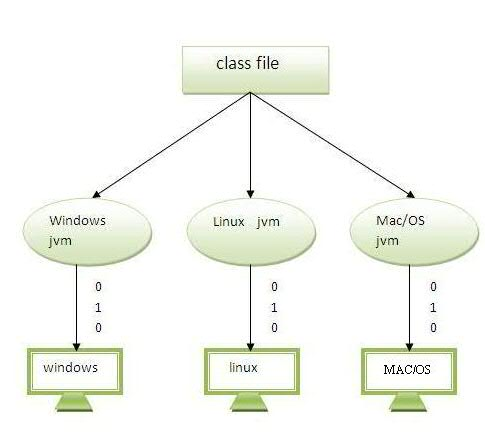 class file
Windows
jvm
Linux jvm
Mac/OS
jvm
0
1
0
0
1
0
0
1
0
windows
linux
MAC/OS